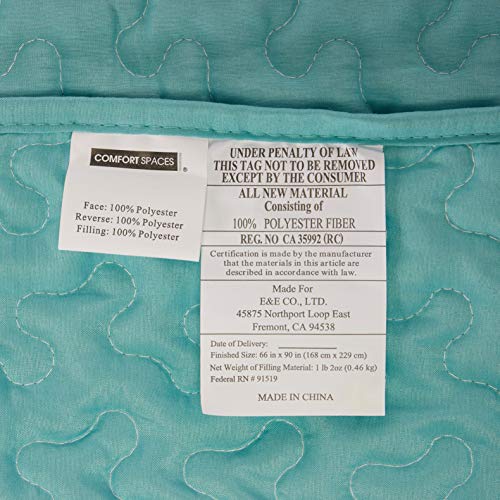 COMFORT SPACES ®
Face: 100% Polyester
Reverse: 100% Polyester
Filling: 100% Polyester
UNDER PENALTY OF LAW
THIS TAG NOT TO BE REMOVED
EXCEPT BY THE CONSUMER
ALL NEW MATERIAL
Consisting of
100% POLYESTER FIBER
REG. NO CA 35992 (RC)
Certification is made by the manufacturer
that the materials in this article are
described in accordance with law.
Made For
E&E CO., LTD.
45875 Northport Loop East
Fremont, CA 94538
Date of Delivery:
Finished Size: 66 in x 90 in (168 cm x 229 cm)
Net Weight of Filling Material: 1 lb 2oz (0.46 kg)
Federal RN # 91519
MADE IN CHINA